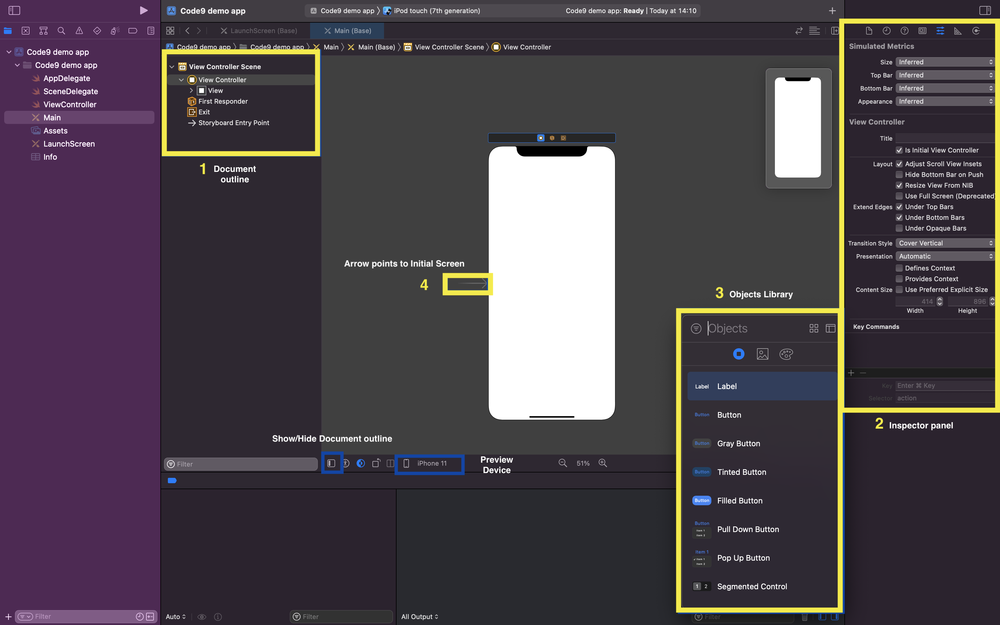 Code9 demo app
Code9 demo app
iPod touch (7th generation)
Code9 demo app: Ready | Today at 14:10
LaunchScreen (Base)
Main (Base)
Code9 demo app
Code9 demo app
Main
Main (Base)
View Controller Scene
View Controller
Code9 demo app
Code9 demo app
AppDelegate
SceneDelegate
ViewController
Main
Assets
LaunchScreen
Info
Filter
View Controller Scene
View Controller
View
First Responder
Exit
Storyboard Entry Point
1 Document
outline
Arrow points to Initial Screen
4
Show/Hide Document outline
Filter
iPhone 11
Preview
Device
51%
Auto
Filter
All Output
Filter
3 Objects Library
Objects
Label Label
Button Button
Button Gray Button
Button Tinted Button
Button Filled Button
Button
Item 1
Item 2
Pull Down Button
Item 1
✓ Item 1
Item 2
Pop Up Button
1 2 Segmented Control
Simulated Metrics
Size Inferred
Top Bar Inferred
Bottom Bar Inferred
Appearance Inferred
View Controller
Title
Is Initial View Controller
Layout Adjust Scroll View Insets
Hide Bottom Bar on Push
Resize View From NIB
Use Full Screen (Deprecated)
Extend Edges Under Top Bars
Under Bottom Bars
Under Opaque Bars
Transition Style Cover Vertical
Presentation Automatic
Defines Context
Provides Context
Content Size Use Preferred Explicit Size
414 896
Width Height
Key Commands
Key Enter ⌘ Key
Selector action
2 Inspector panel